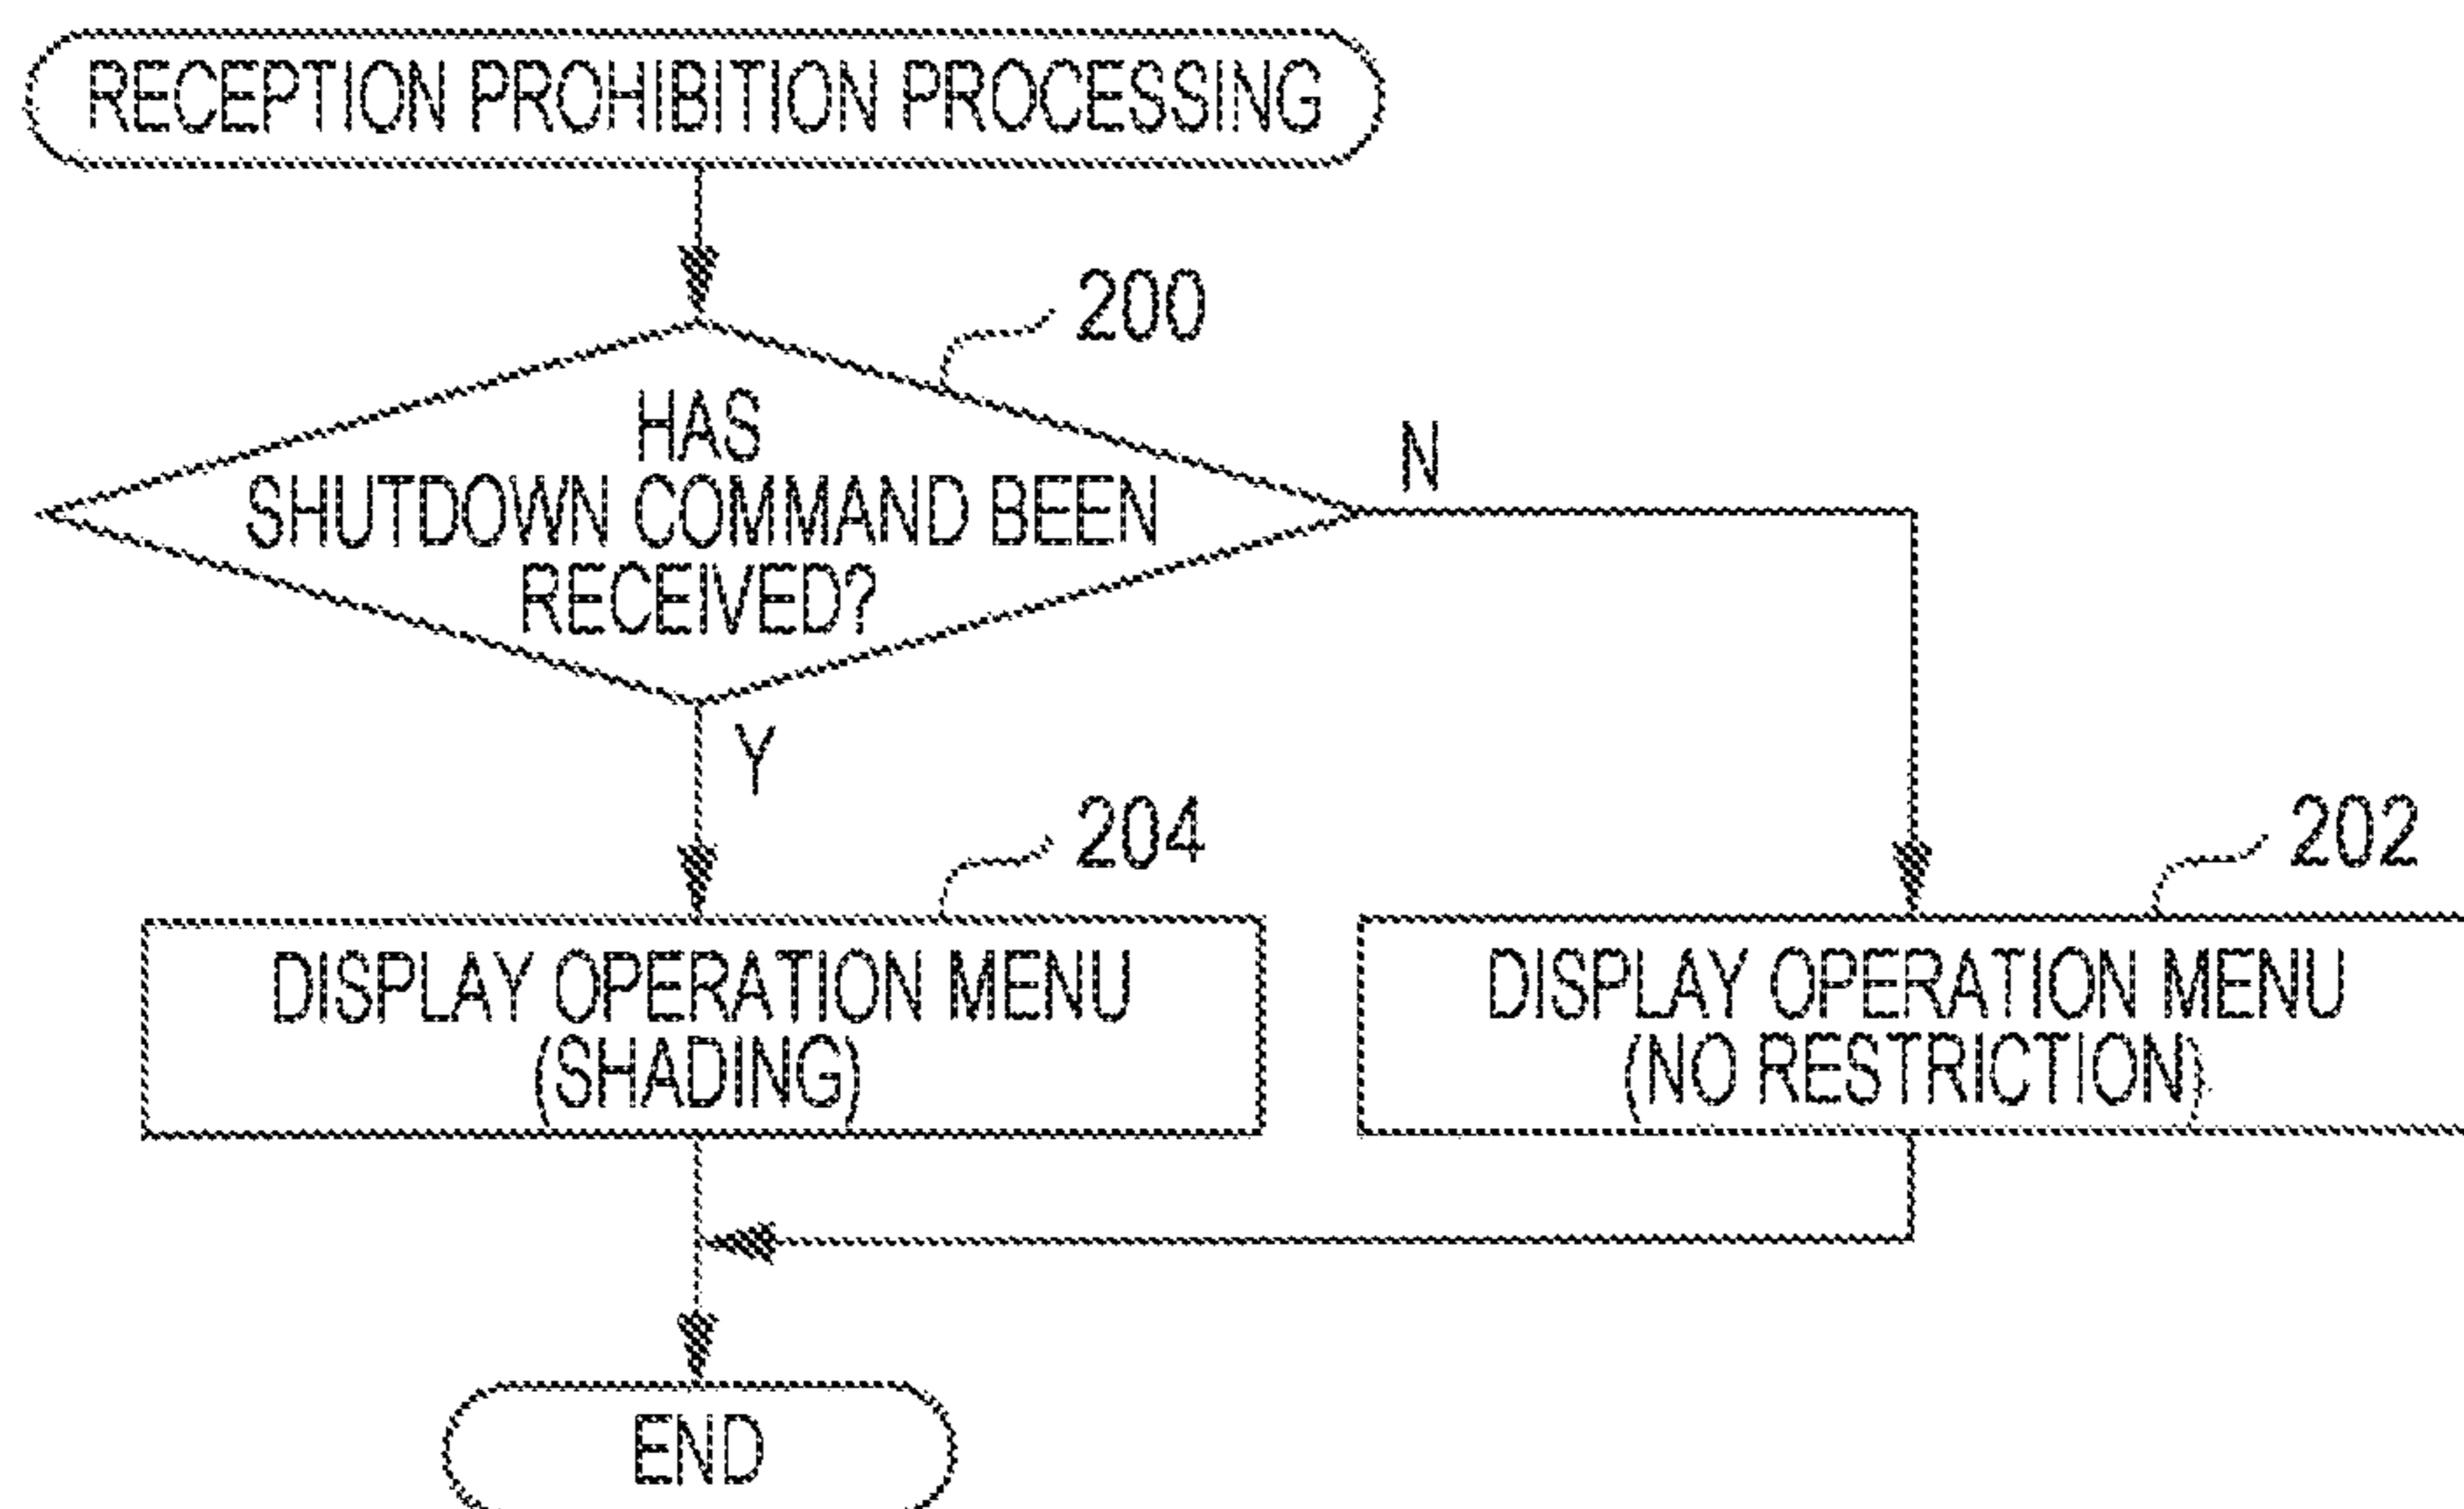 RECEPTION PROHIBITION PROCESSING
200
HAS
SHUTDOWN COMMAND BEEN
RECEIVED?
N
Y
204
202
DISPLAY OPERATION MENU
(SHADING)
DISPLAY OPERATION MENU
(NO RESTRICTION)
END